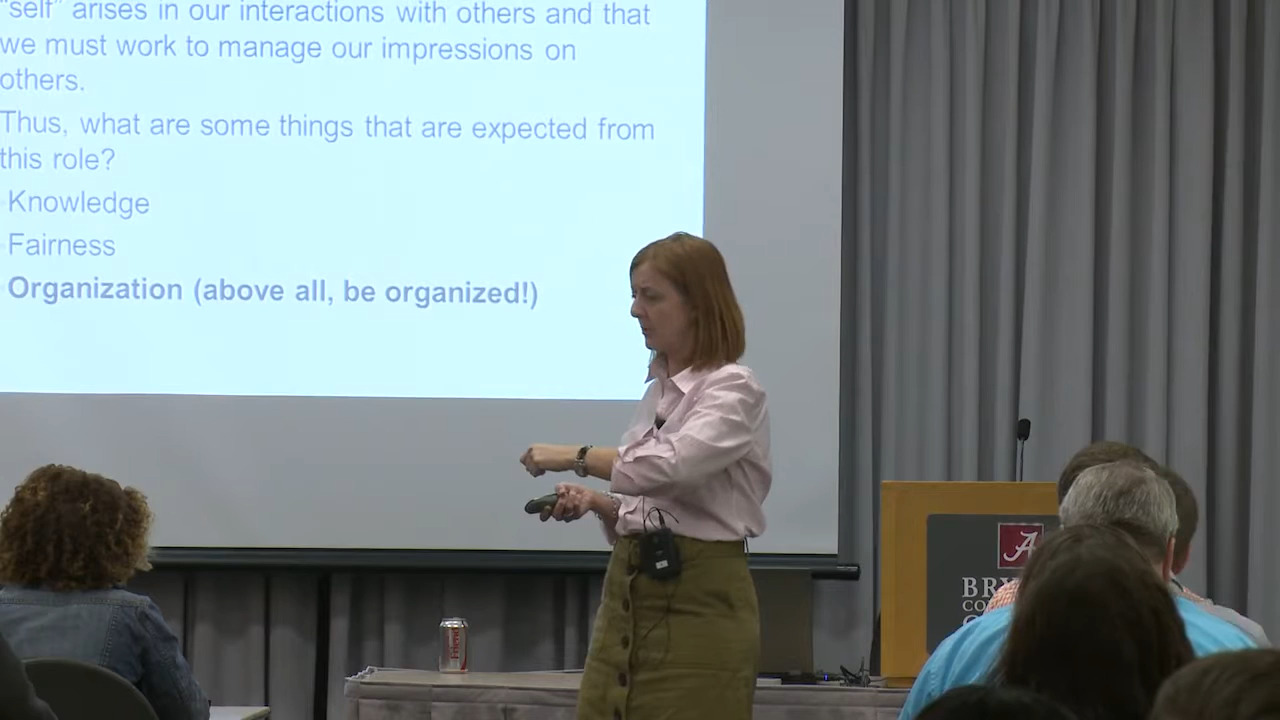 "self" arises in our interactions with others and that
we must work to manage our impressions on
others.
Thus, what are some things that are expected from
this role?
Knowledge
Fairness
Organization (above all, be organized!)
Friend
A